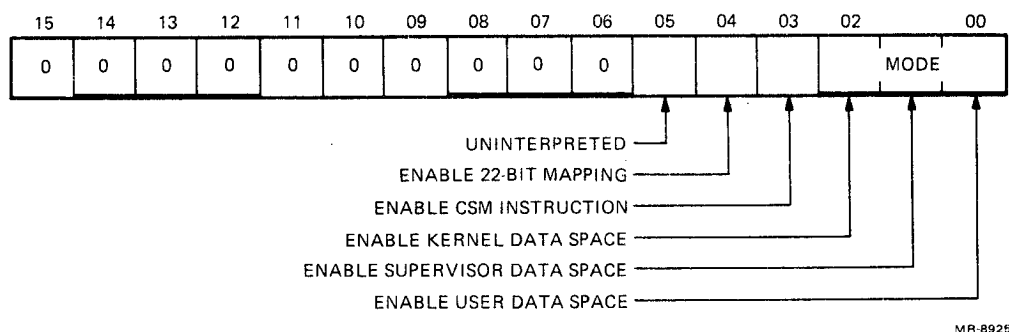 15 14 13 12 11 10 09 08 07 06 05 04 03 02 00
0 0 0 0 0 0 0 0 0 0 MODE
UNINTERPRETED
ENABLE 22-BIT MAPPING
ENABLE CSM INSTRUCTION
ENABLE KERNEL DATA SPACE
ENABLE SUPERVISOR DATA SPACE
ENABLE USER DATA SPACE
MR-8925